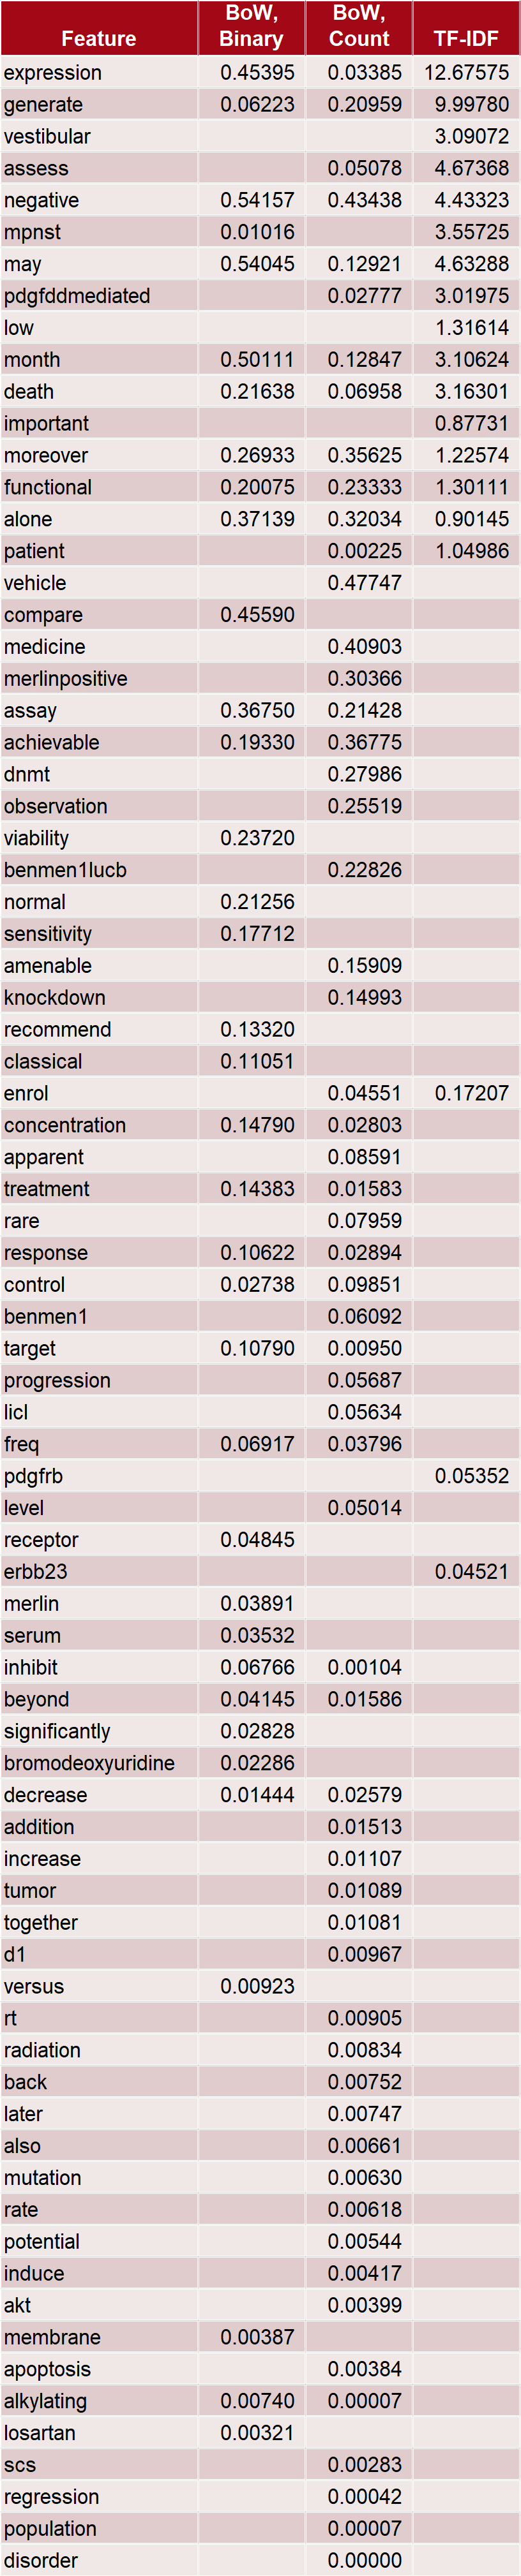 Feature BoW, Binary BoW, Count TF-IDF
expression 0.45395 0.03385 12.67575
generate 0.06223 0.20959 9.99780
vestibular 3.09072
assess 0.05078 4.67368
negative 0.54157 0.43438 4.43323
mpnst 0.01016 3.55725
may 0.54045 0.12921 4.63288
pdgfddmediated 0.02777 3.01975
low 1.31614
month 0.50111 0.12847 3.10624
death 0.21638 0.06958 3.16301
important 0.87731
moreover 0.26933 0.35625 1.22574
functional 0.20075 0.23333 1.30111
alone 0.37139 0.32034 0.90145
patient 0.00225 1.04986
vehicle 0.47747
compare 0.45590
medicine 0.40903
merlinpositive 0.30366
assay 0.36750 0.21428
achievable 0.19330 0.36775
dnmt 0.27986
observation 0.25519
viability 0.23720
benmen1lucb 0.22826
normal 0.21256
sensitivity 0.17712
amenable 0.15909
knockdown 0.14993
recommend 0.13320
classical 0.11051
enrol 0.04551 0.17207
concentration 0.14790 0.02803
apparent 0.08591
treatment 0.14383 0.01583
rare 0.07959
response 0.10622 0.02894
control 0.02738 0.09851
benmen1 0.06092
target 0.10790 0.00950
progression 0.05687
licl 0.05634
freq 0.06917 0.03796
pdgfrb 0.05352
level 0.05014
receptor 0.04845
erbb23 0.04521
merlin 0.03891
serum 0.03532
inhibit 0.06766 0.00104
beyond 0.04145 0.01586
significantly 0.02828
bromodeoxyuridine 0.02286
decrease 0.01444 0.02579
addition 0.01513
increase 0.01107
tumor 0.01089
together 0.01081
d1 0.00967
versus 0.00923
rt 0.00905
radiation 0.00834
back 0.00752
later 0.00747
also 0.00661
mutation 0.00630
rate 0.00618
potential 0.00544
induce 0.00417
akt 0.00399
membrane 0.00387
apoptosis 0.00384
alkylating 0.00740 0.00007
losartan 0.00321
scs 0.00283
regression 0.00042
population 0.00007
disorder 0.00000